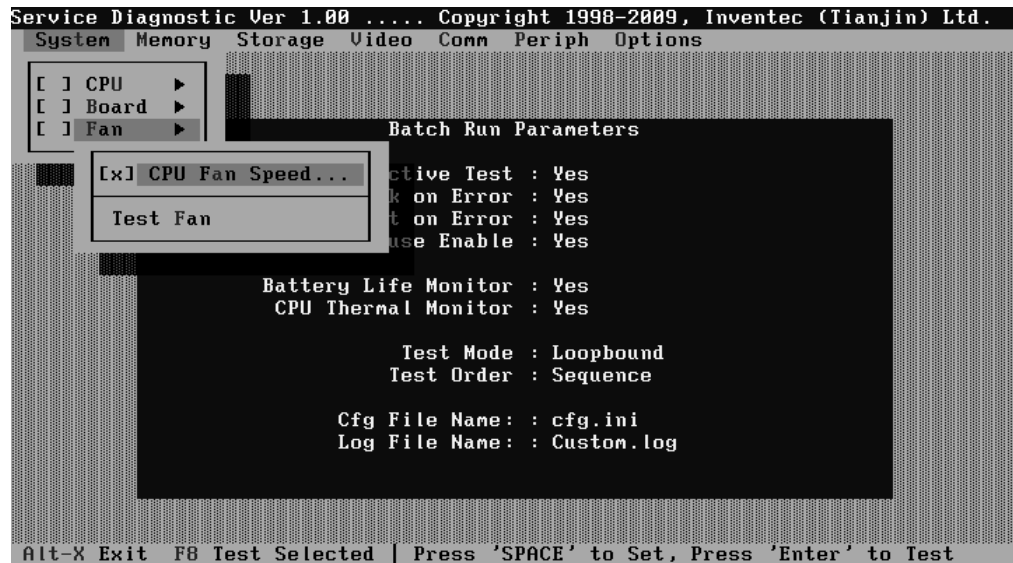 Service Diagnostic Ver 1.00 ..... Copyright 1998-2009, Inventec (Tianjin) Ltd.
System Memory Storage Video Comm Periph Options
[ ] CPU ►
[ ] Board ►
[ ] Fan ►
[x] CPU Fan Speed...
Test Fan
Batch Run Parameters
ctive Test : Yes
k on Error : Yes
t on Error : Yes
use Enable : Yes
Battery Life Monitor : Yes
CPU Thermal Monitor : Yes
Test Mode : Loopbound
Test Order : Sequence
Cfg File Name: : cfg.ini
Log File Name: : Custom.log
Alt-X Exit F8 Test Selected | Press 'SPACE' to Set, Press 'Enter' to Test